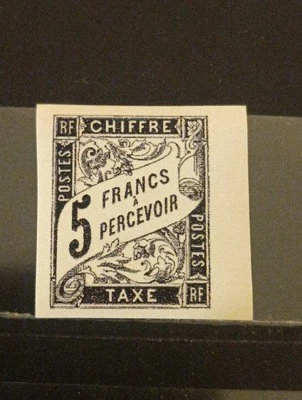 RF CHIFFRE
POSTES
5 FRANCS
À
PERCEVOIR
POSTES
TAXE RF